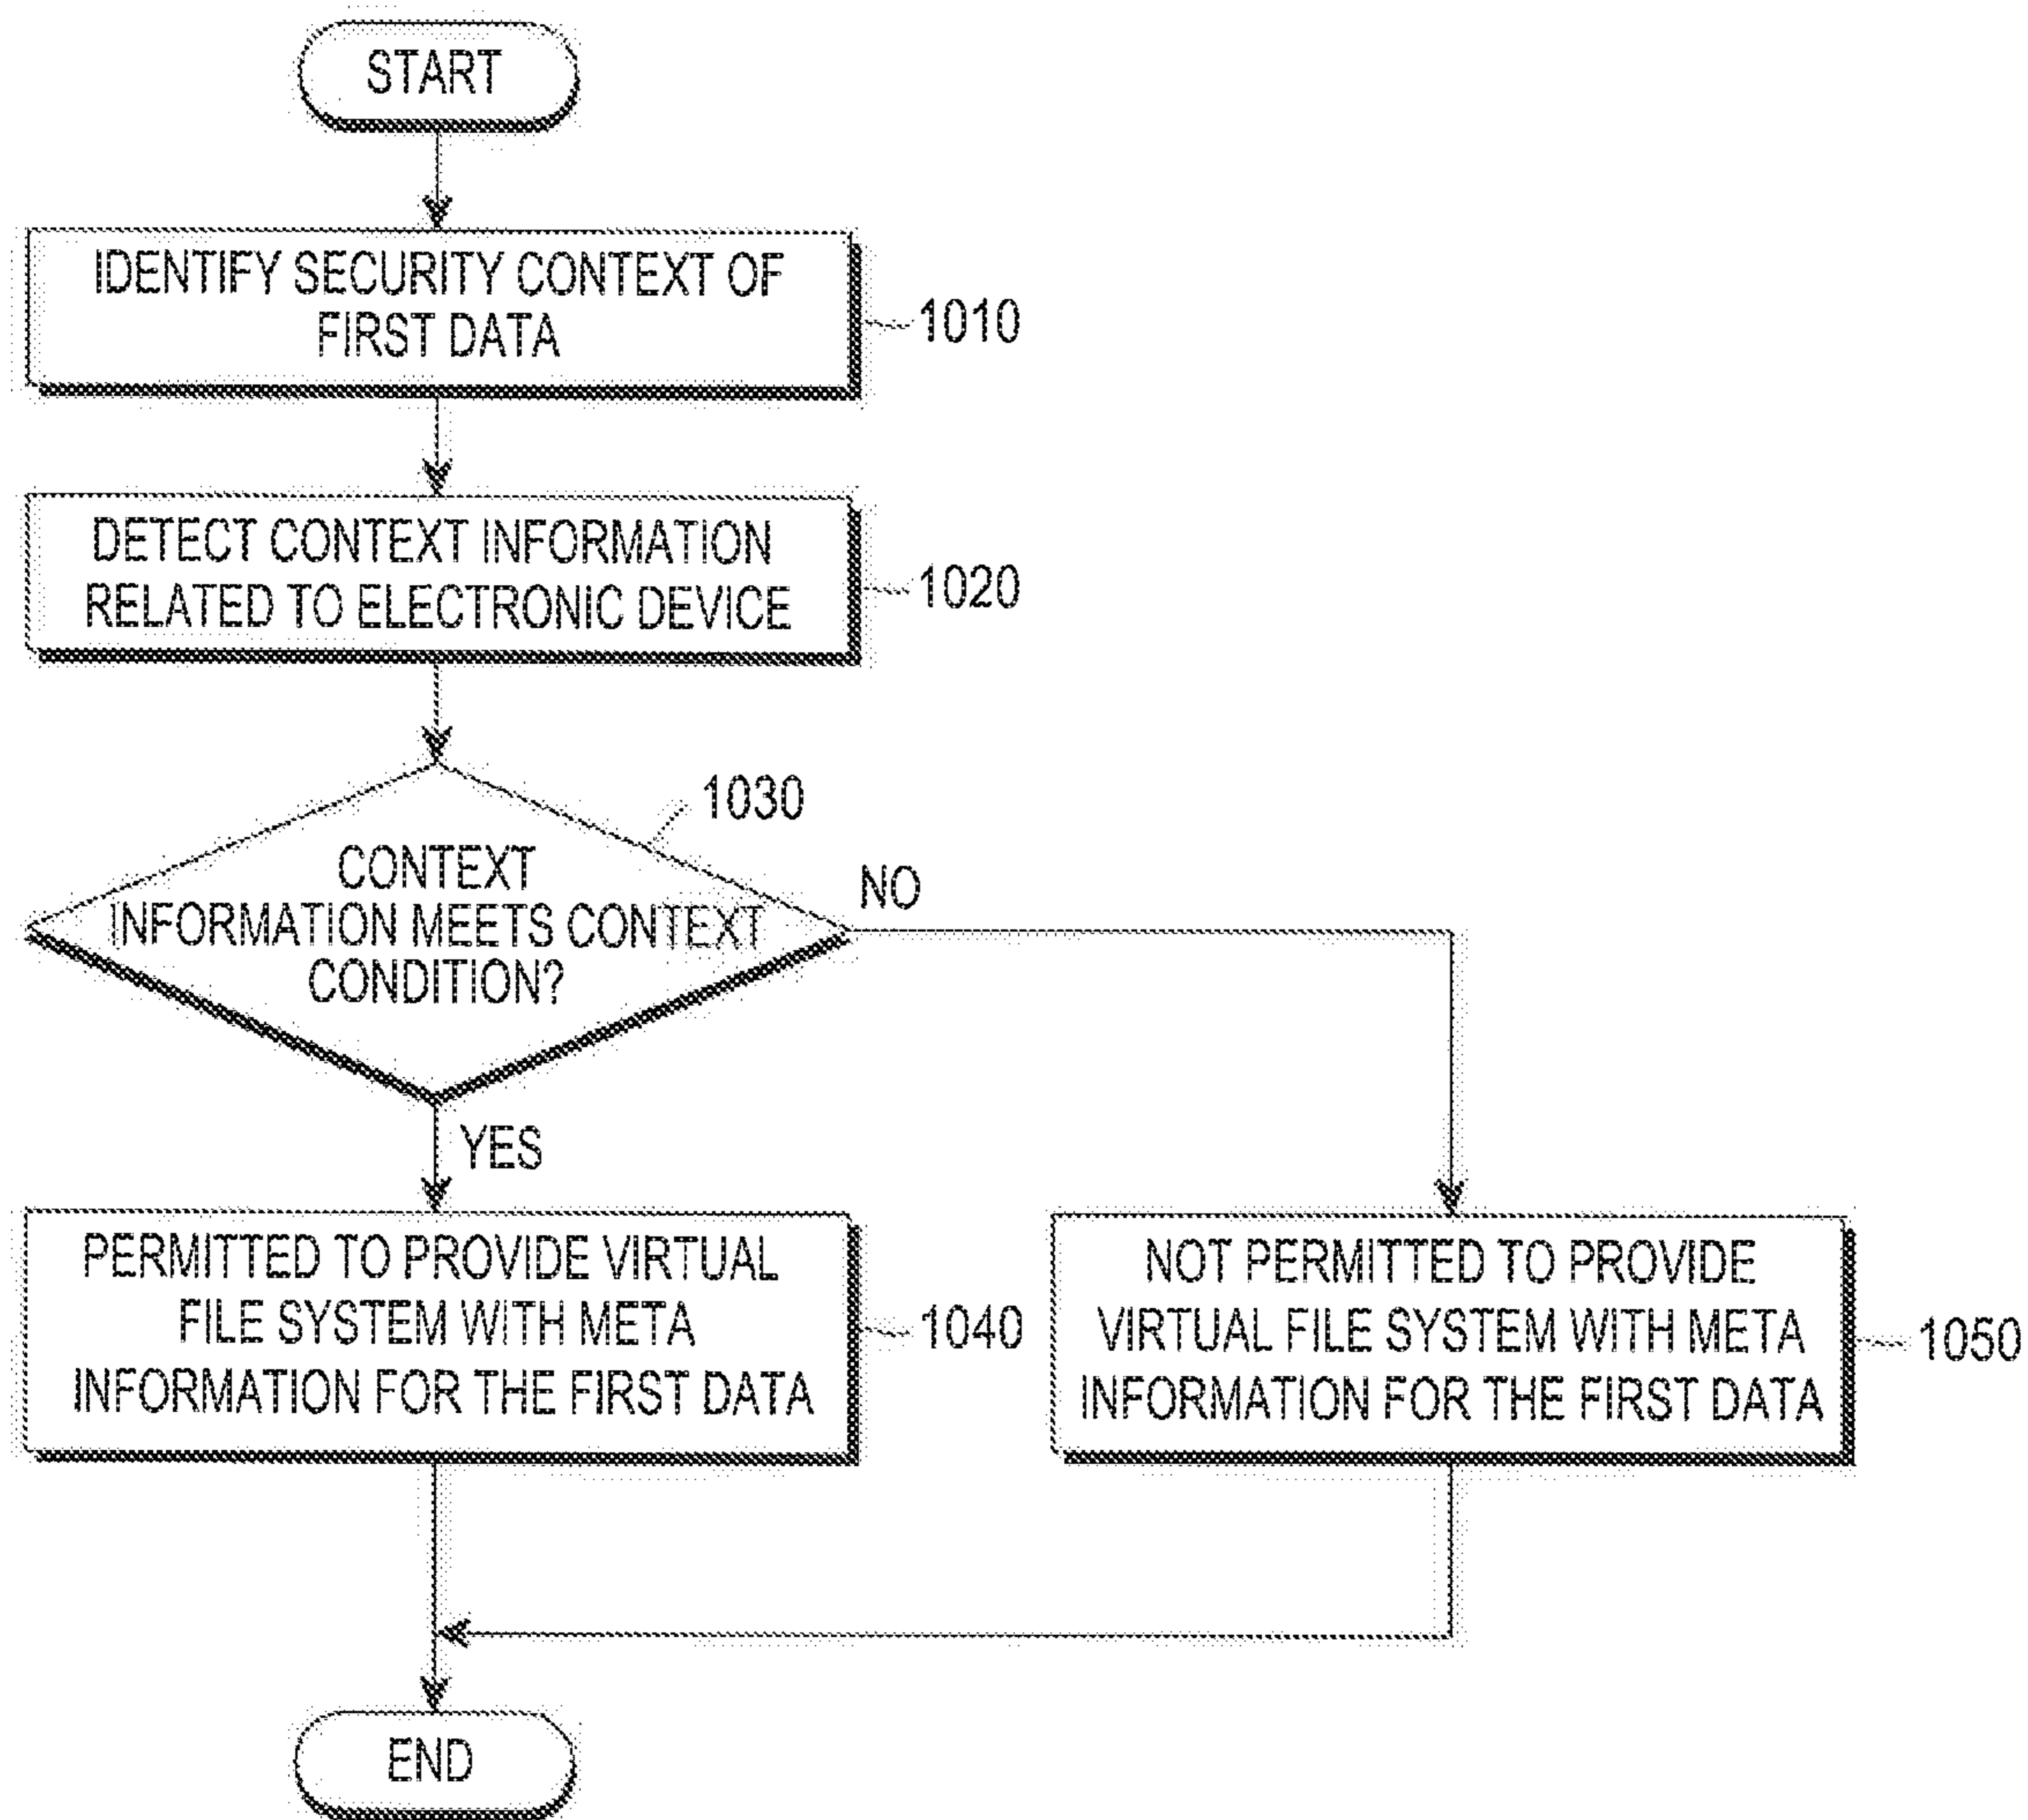 START
IDENTIFY SECURITY CONTEXT OF
FIRST DATA
1010
DETECT CONTEXT INFORMATION
RELATED TO ELECTRONIC DEVICE
1020
1030
CONTEXT
INFORMATION MEETS CONTEXT
CONDITION?
NO
YES
PERMITTED TO PROVIDE VIRTUAL
FILE SYSTEM WITH META
INFORMATION FOR THE FIRST DATA
1040
NOT PERMITTED TO PROVIDE
VIRTUAL FILE SYSTEM WITH META
INFORMATION FOR THE FIRST DATA
1050
END